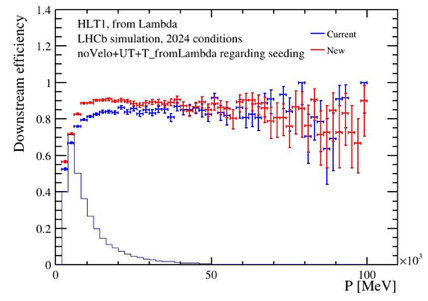 HLT1, from Lambda
LHCb simulation, 2024 conditions
noVelo+UT+T_fromLambda regarding seeding
Current
New
Downstream efficiency
1.4
1.2
1
0.8
0.6
0.4
0.2
0
0
50
100
×10³
P [MeV]